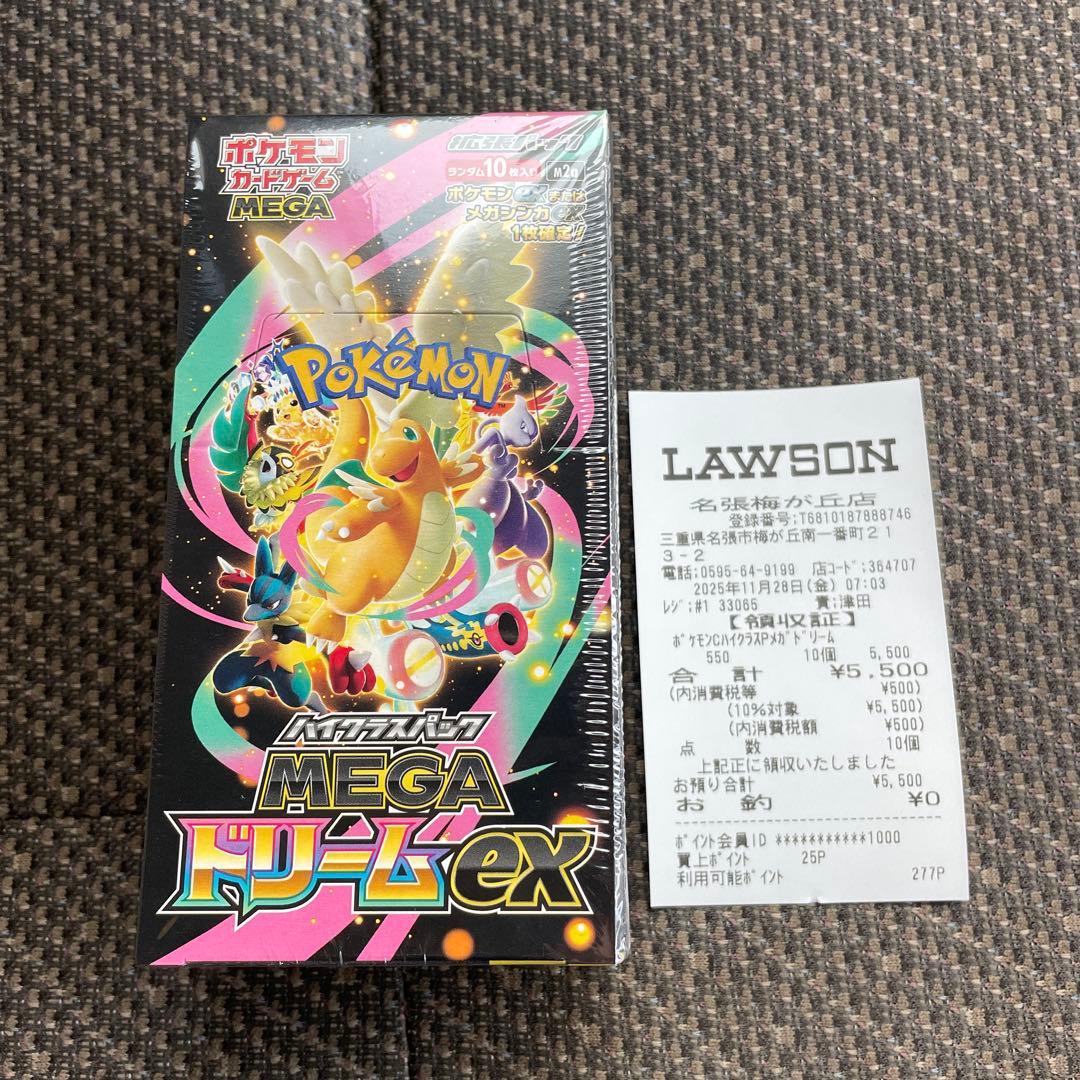 ポケモン
カードゲーム
MEGA
拡張パック
ランダム10枚入り M2a
ポケモンexまたは
メガシンカex
1枚確定!
POKéMON
TM
ハイクラスパック
MEGA
ドリームex
LAWSON
名張梅が丘店
登録番号:T6810187888746
三重県名張市梅が丘南一番町21
3-2
電話:0595-64-9199 店コード:364707
2025年11月28日(金) 07:03
レジ:#1 33065 責:津田
【領収証】
ポケモンCハイクラスPメガドリーム
550 10個 5,500
合計 ¥5,500
(内消費税等 ¥500)
(10%対象 ¥5,500)
(内消費税額 ¥500)
点数 10個
上記正に領収いたしました
お預り合計 ¥5,500
お釣 ¥0
ポイント会員ID ***********1000
買上ポイント 25P
利用可能ポイント 277P